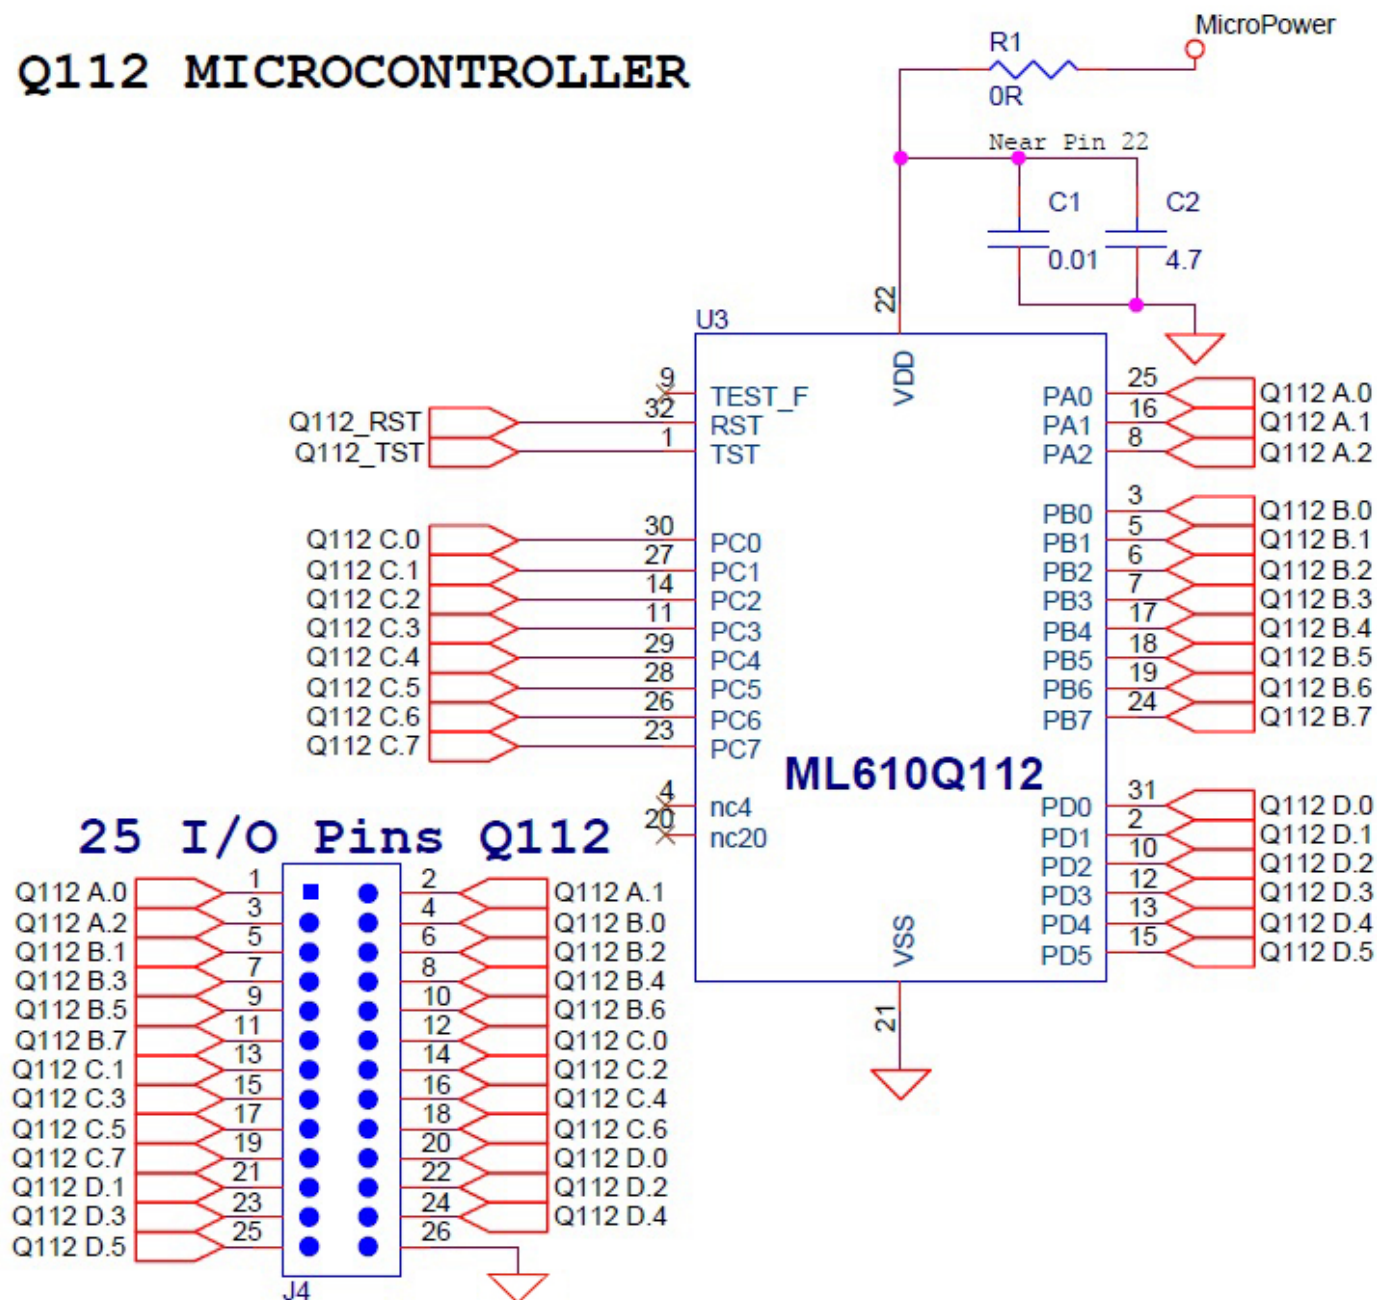 MicroPower
Q112 MICROCONTROLLER
R1
0R
Near Pin 22
C1
C2
0.01
4.7
22
U3
VDD
9
TEST_F
Q112_RST
32
RST
Q112_TST
1
TST
PA0
25
Q112 A.0
PA1
16
Q112 A.1
PA2
8
Q112 A.2
Q112 C.0
30
PC0
Q112 C.1
27
PC1
Q112 C.2
14
PC2
Q112 C.3
11
PC3
Q112 C.4
29
PC4
Q112 C.5
28
PC5
Q112 C.6
26
PC6
Q112 C.7
23
PC7
PB0
3
Q112 B.0
PB1
5
Q112 B.1
PB2
6
Q112 B.2
PB3
7
Q112 B.3
PB4
17
Q112 B.4
PB5
18
Q112 B.5
PB6
19
Q112 B.6
PB7
24
Q112 B.7
ML610Q112
4
nc4
20
nc20
PD0
31
Q112 D.0
PD1
2
Q112 D.1
PD2
10
Q112 D.2
PD3
12
Q112 D.3
PD4
13
Q112 D.4
PD5
15
Q112 D.5
VSS
21
25 I/O Pins Q112
Q112 A.0
1
2
Q112 A.1
Q112 A.2
3
4
Q112 B.0
Q112 B.1
5
6
Q112 B.2
Q112 B.3
7
8
Q112 B.4
Q112 B.5
9
10
Q112 B.6
Q112 B.7
11
12
Q112 C.0
Q112 C.1
13
14
Q112 C.2
Q112 C.3
15
16
Q112 C.4
Q112 C.5
17
18
Q112 C.6
Q112 C.7
19
20
Q112 D.0
Q112 D.1
21
22
Q112 D.2
Q112 D.3
23
24
Q112 D.4
Q112 D.5
25
26
J4